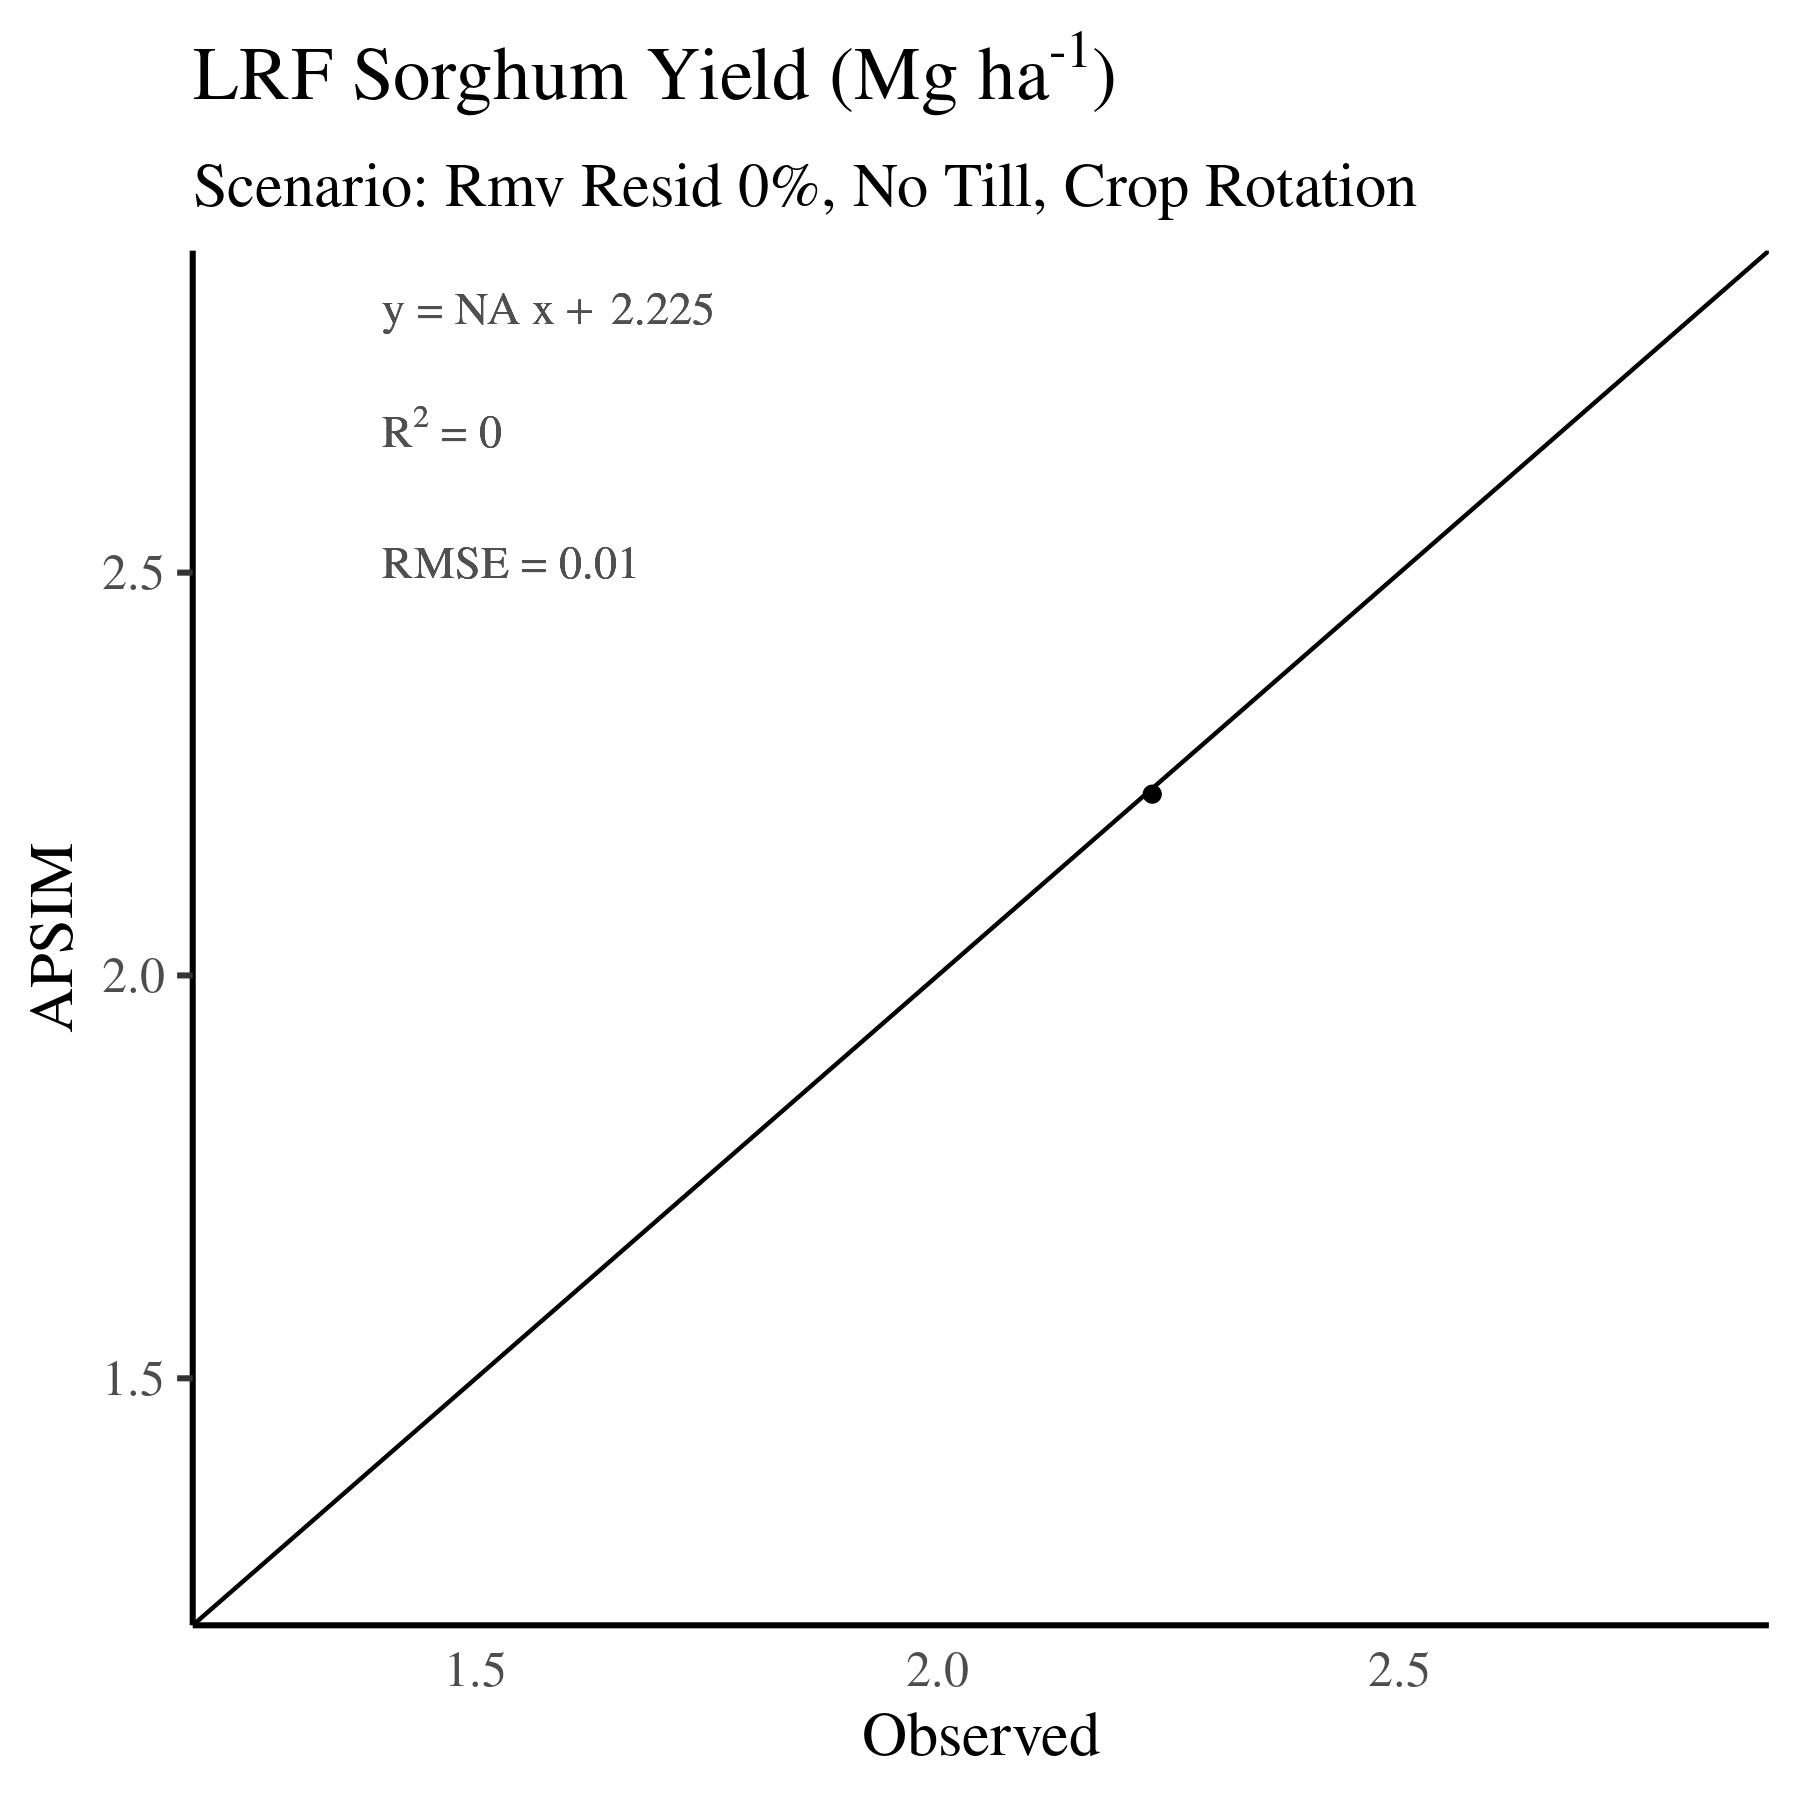 LRF Sorghum Yield (Mg ha-1)
Scenario: Rmv Resid 0%, No Till, Crop Rotation
y = NA x + 2.225
R2 = 0
RMSE = 0.01
2.5
2.0
1.5
APSIM
1.5 2.0 2.5
Observed